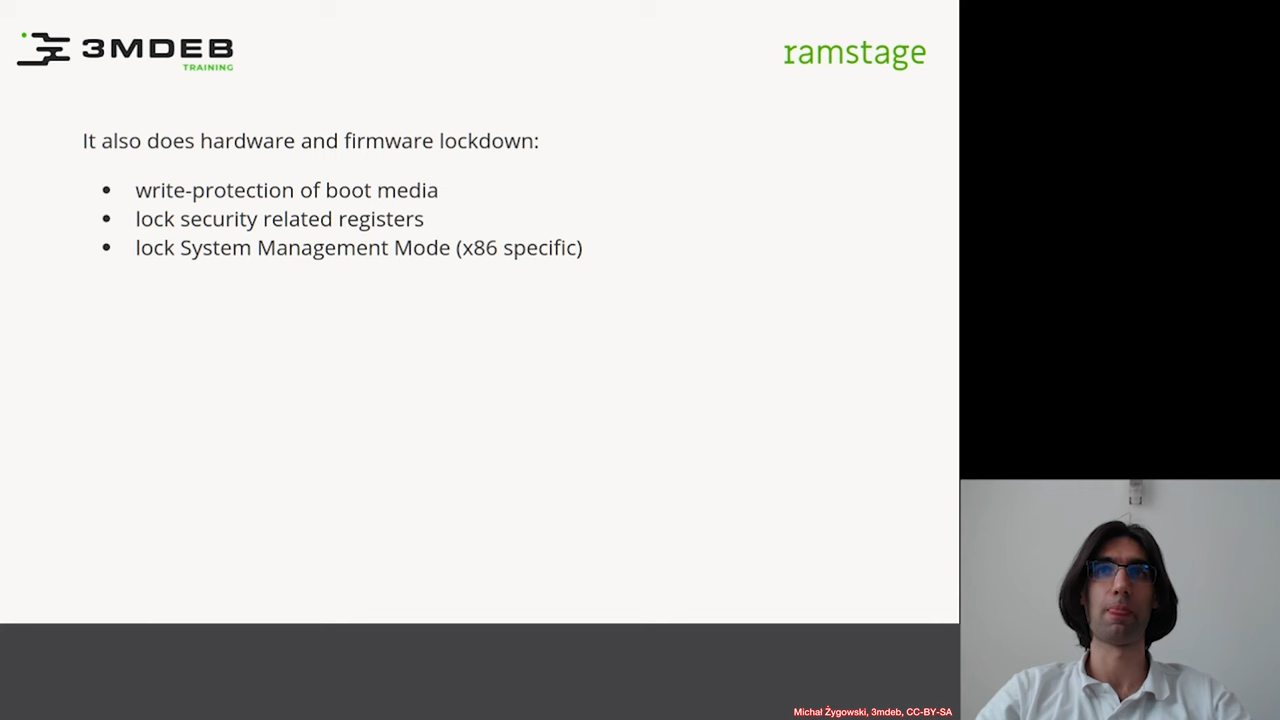 3MDEB
TRAINING
ramstage
It also does hardware and firmware lockdown:
• write-protection of boot media
• lock security related registers
• lock System Management Mode (x86 specific)
Michał Żygowski, 3mdeb, CC-BY-SA